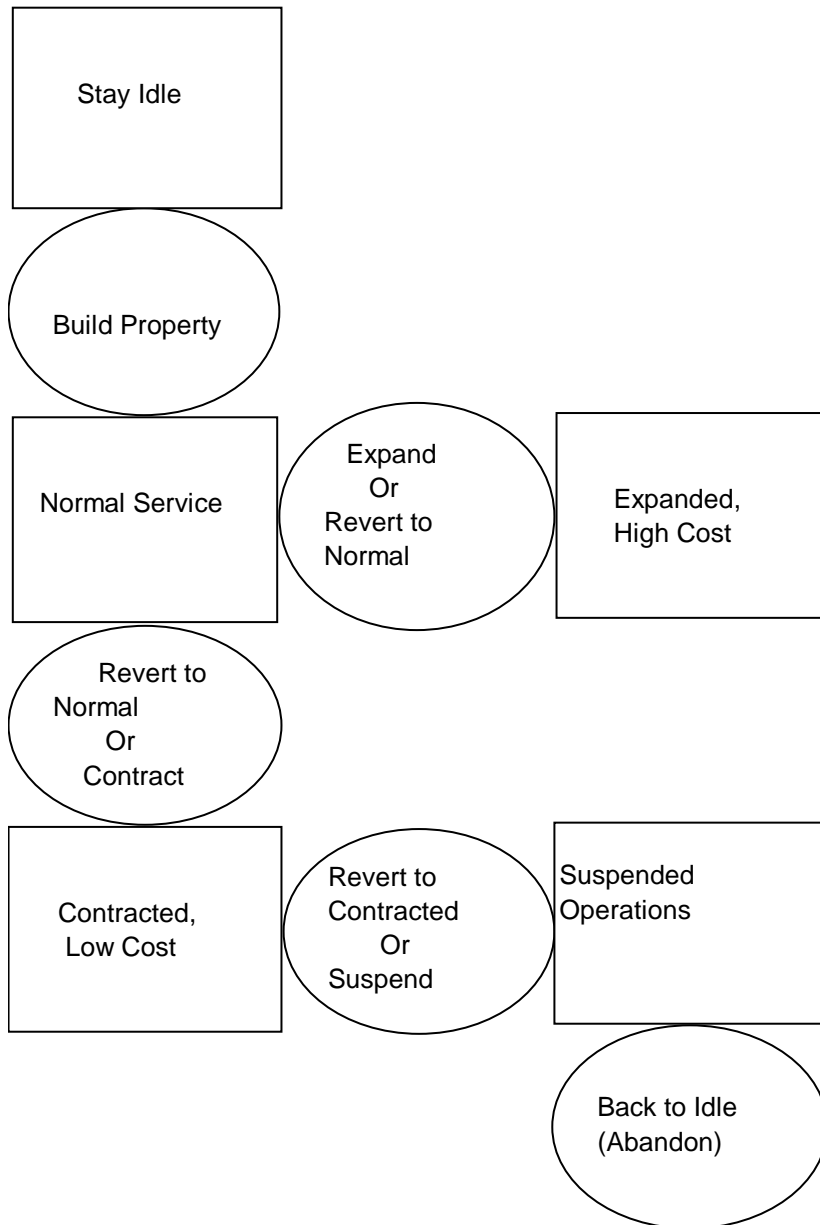 Stay Idle
Build Property
Normal Service
Expand
Or
Revert to
Normal
Expanded,
High Cost
Revert to
Normal
Or
Contract
Contracted,
Low Cost
Revert to
Contracted
Or
Suspend
Suspended
Operations
Back to Idle
(Abandon)